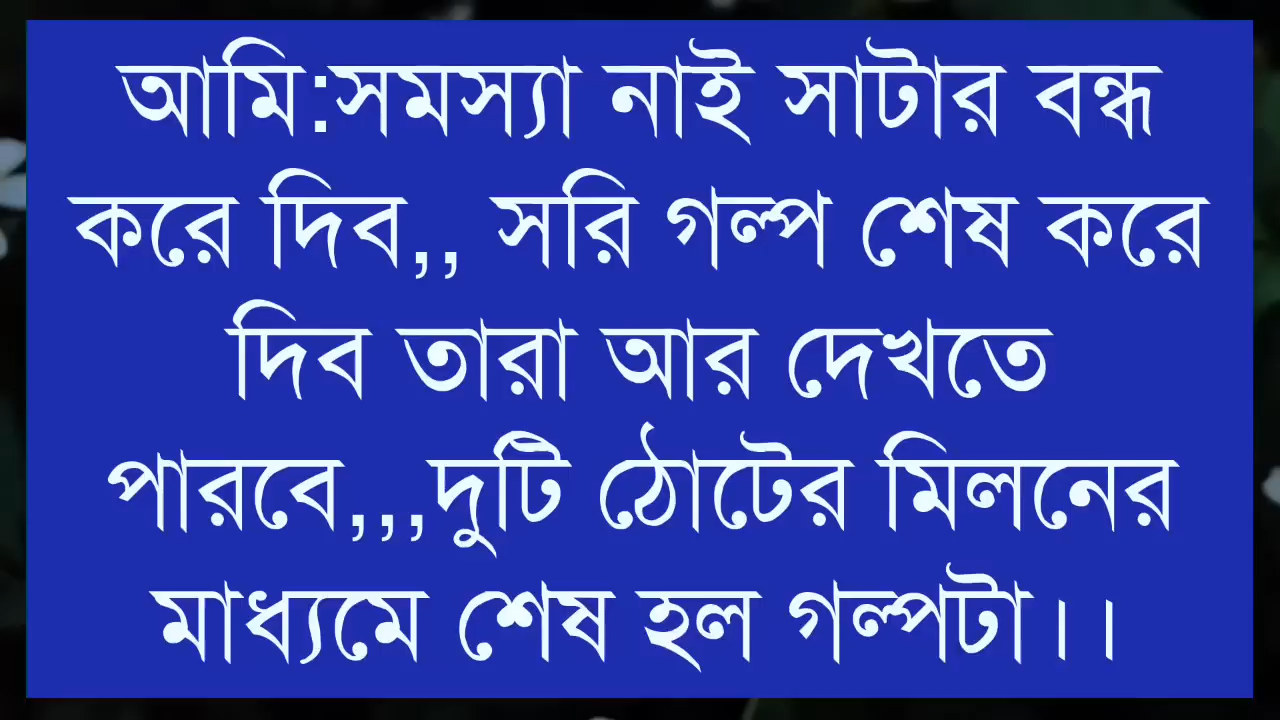 আমি:সমস্যা নাই সাটার বন্ধ
করে দিব,, সরি গল্প শেষ করে
দিব তারা আর দেখতে
পারবে,,,দুটি ঠোটের মিলনের
মাধ্যমে শেষ হল গল্পটা।।